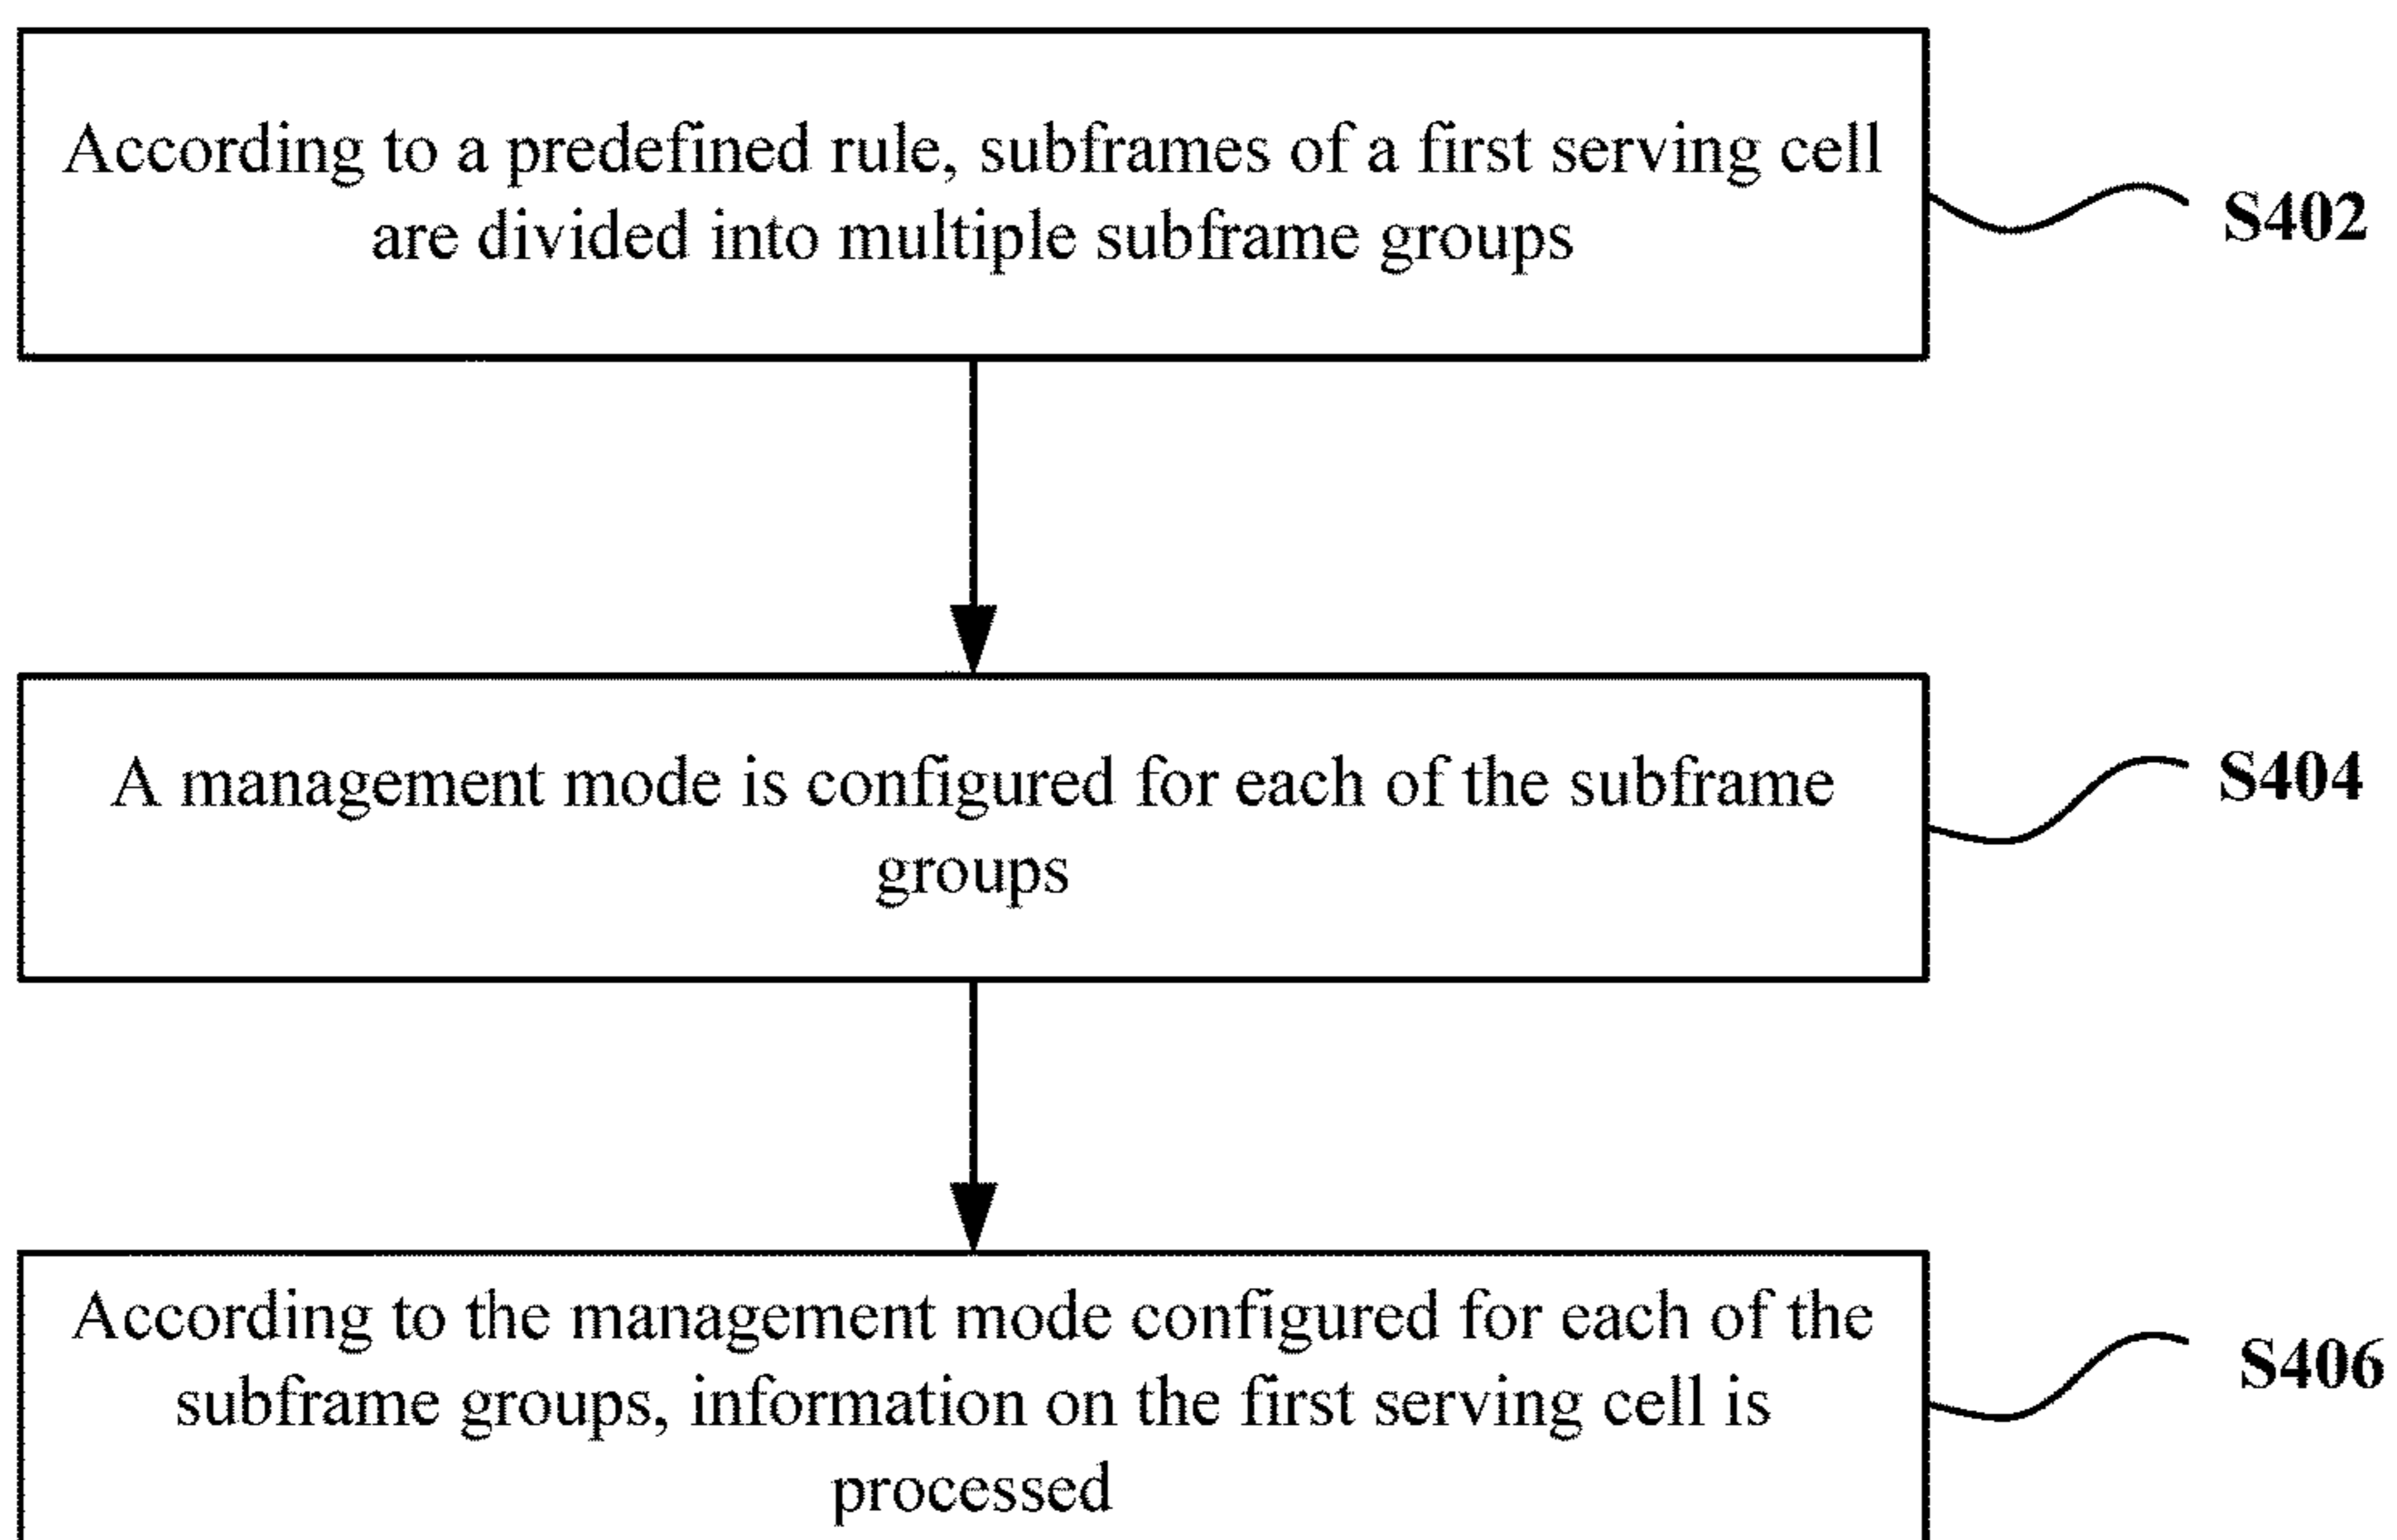 According to a predefined rule, subframes of a first serving cell
are divided into multiple subframe groups
S402
A management mode is configured for each of the subframe
groups
S404
According to the management mode configured for each of the
subframe groups, information on the first serving cell is
processed
S406